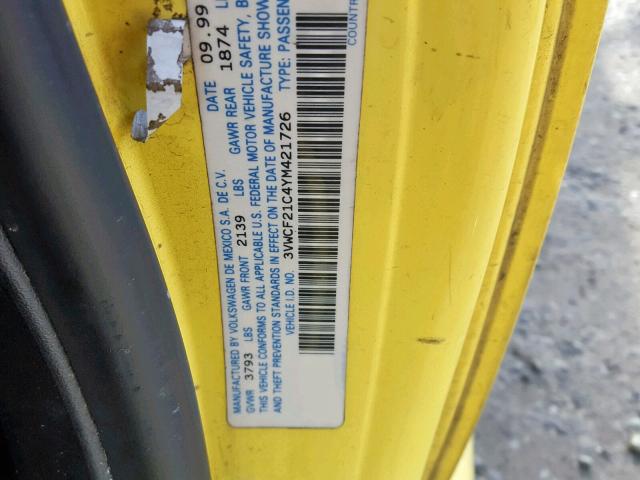 MANUFACTURED BY VOLKSWAGEN DE MEXICO S.A. DE C.V. DATE 09.99
GVWR 3793 LBS GAWR FRONT 2139 LBS GAWR REAR 1874
THIS VEHICLE CONFORMS TO ALL APPLICABLE U.S. FEDERAL MOTOR VEHICLE SAFETY,
AND THEFT PREVENTION STANDARDS IN EFFECT ON THE DATE OF MANUFACTURE SHOW
VEHICLE I.D. NO. 3VWCF21C4YM421726 TYPE: PASSEN
COUNTR